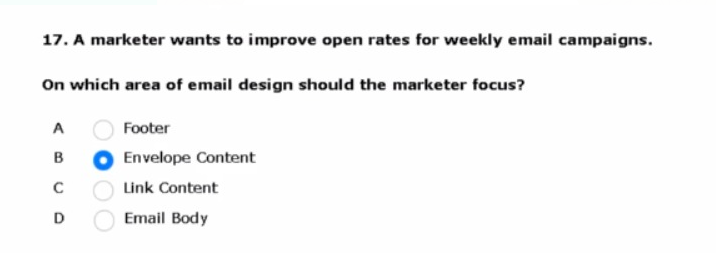 17. A marketer wants to improve open rates for weekly email campaigns.
On which area of email design should the marketer focus?
A Footer
B Envelope Content
C Link Content
D Email Body